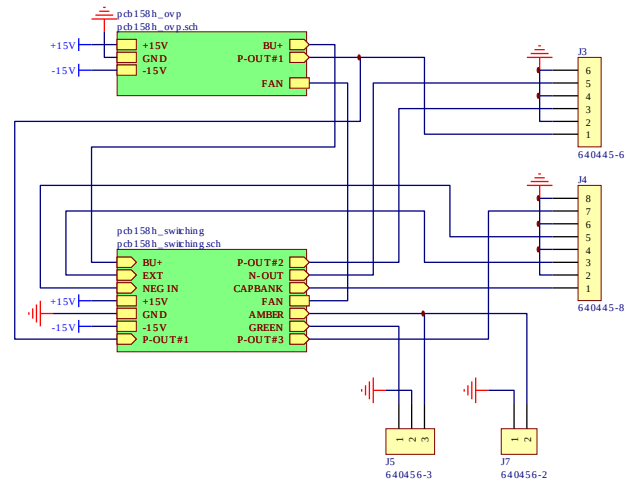 pcb158h_ovp
pcb158h_ovp.sch
+15V
+15V
BU+
GND
P-OUT#1
-15V
-15V
FAN
J3
6
5
4
3
2
1
640445-6
J4
8
7
6
5
4
3
2
1
640445-8
pcb158h_switching
pcb158h_switching.sch
BU+
P-OUT#2
EXT
N-OUT
NEG IN
CAPBANK
+15V
+15V
FAN
GND
AMBER
-15V
-15V
GREEN
P-OUT#1
P-OUT#3
1
2
3
J5
640456-3
1
2
J7
640456-2